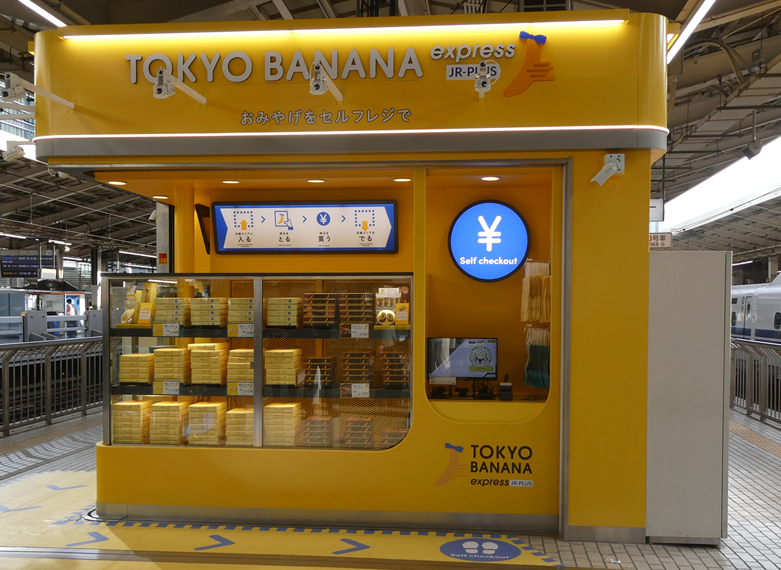 TOKYO BANANA express
JR-PLUS
おみやげをセルフレジで
入る
とる
¥
買う
でる
¥
Self checkout
TOKYO
BANANA
express JR-PLUS
Self checkout